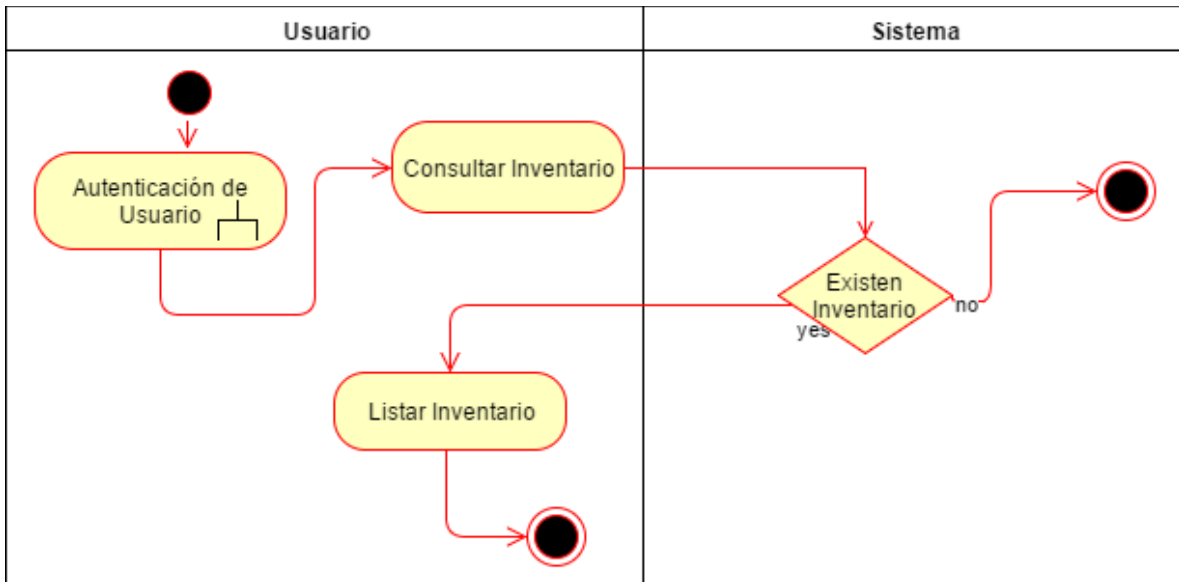 Usuario
Sistema
Autenticación de
Usuario
Consultar Inventario
Existen
Inventario
no
yes
Listar Inventario